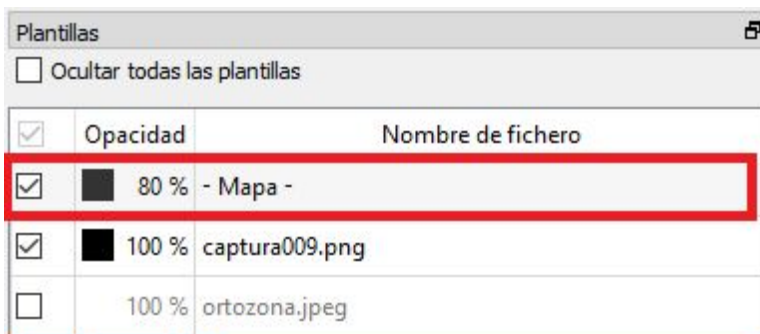 Plantillas
Ocultar todas las plantillas
Opacidad Nombre de fichero
80 % - Mapa -
100 % captura009.png
100 % ortozona.jpeg